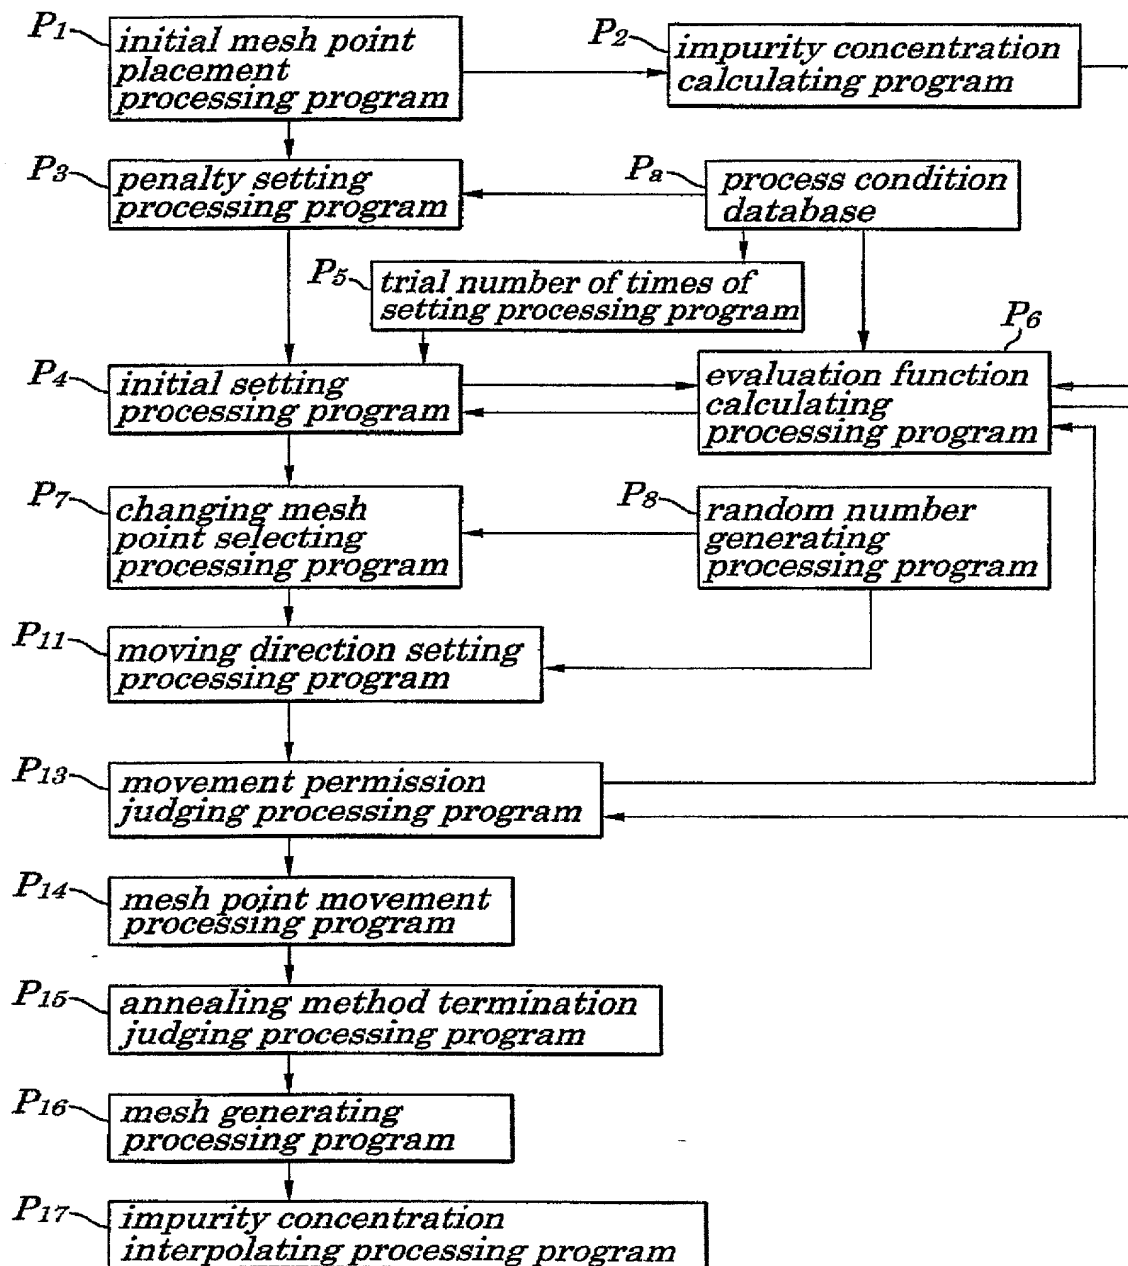 P1
initial mesh point
placement
processing program
P2
impurity concentration
calculating program
P3
penalty setting
processing program
Pa
process condition
database
P5
trial number of times of
setting processing program
P4
initial setting
processing program
P6
evaluation function
calculating
processing program
P7
changing mesh
point selecting
processing program
P8
random number
generating
processing program
P11
moving direction setting
processing program
P13
movement permission
judging processing program
P14
mesh point movement
processing program
P15
annealing method termination
judging processing program
P16
mesh generating
processing program
P17
impurity concentration
interpolating processing program